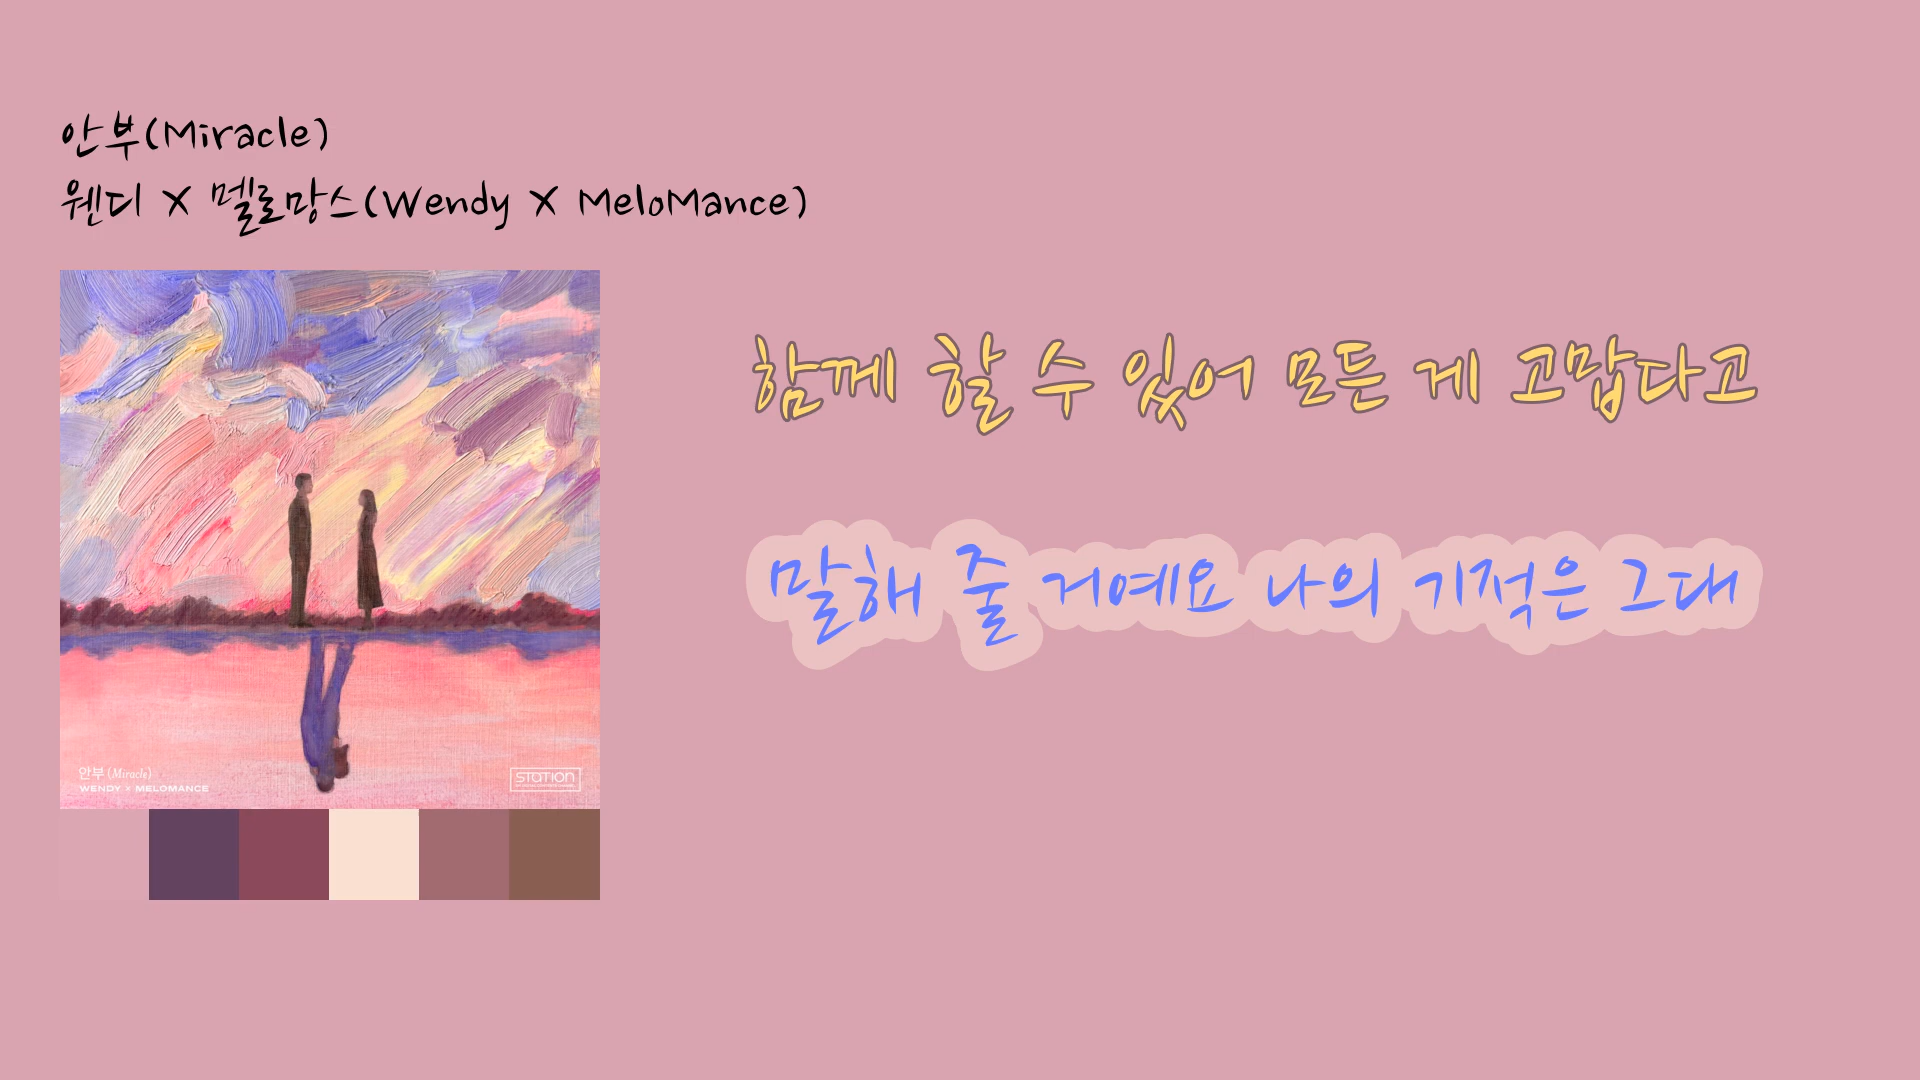 안부(Miracle)
웬디 X 멜로망스(Wendy X MeloMance)
함께 할 수 있어 모든 게 고맙다고
말해 줄 거예요 나의 기적은 그대
안부 (Miracle)
WENDY × MELOMANCE
STATION